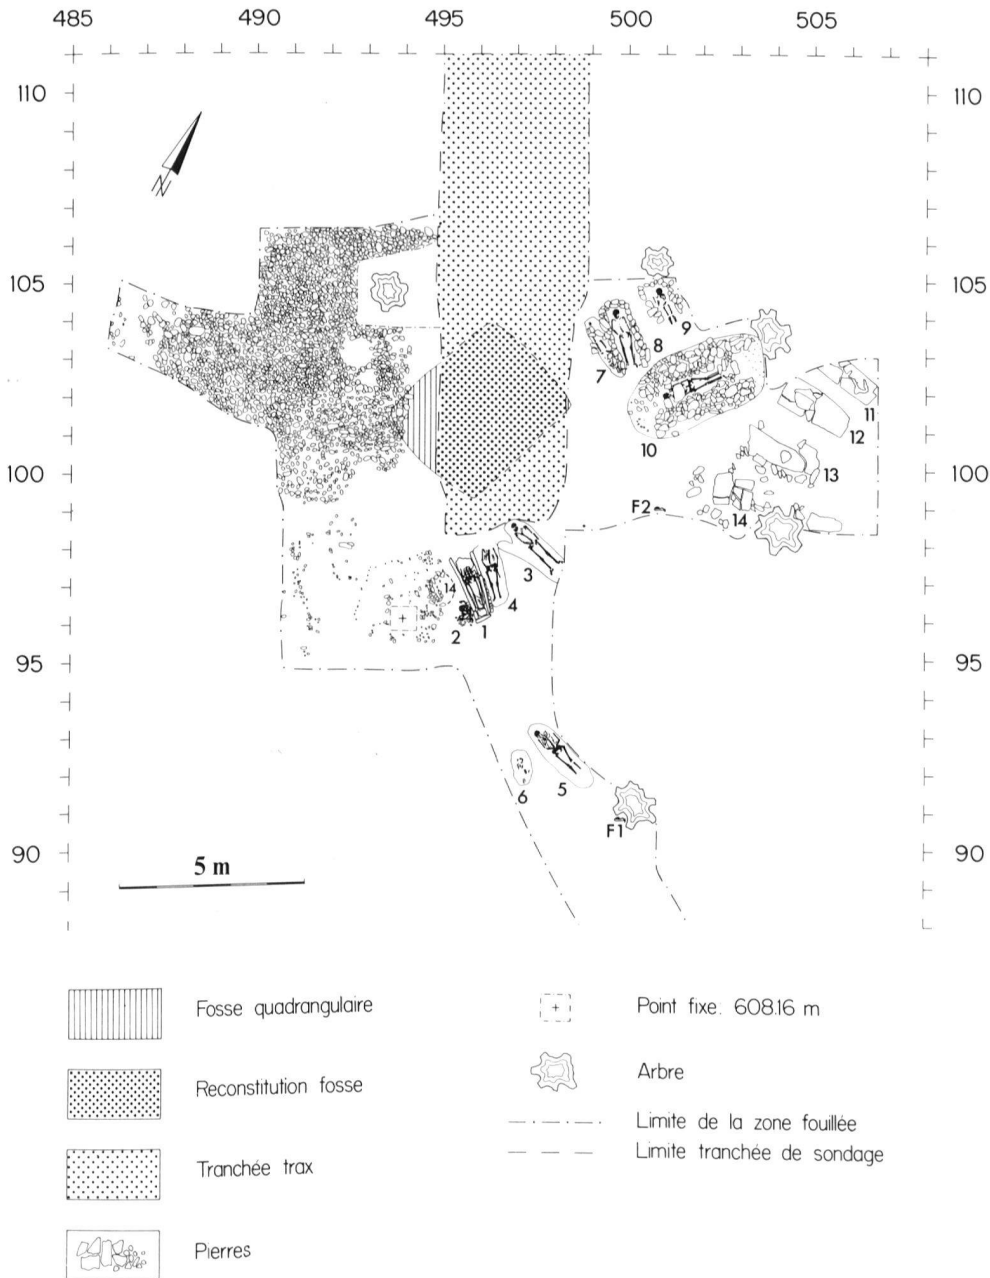 485 490 495 500 505
110 110
N
105 105
9
8
7
11
12
10
13
100 100
F2
14
3
14
4
1
2
95 95
6 5
F1
90 90
5 m
Fosse quadrangulaire
Reconstitution fosse
Tranchée trax
Pierres
Point fixe: 608.16 m
Arbre
Limite de la zone fouillée
Limite tranchée de sondage